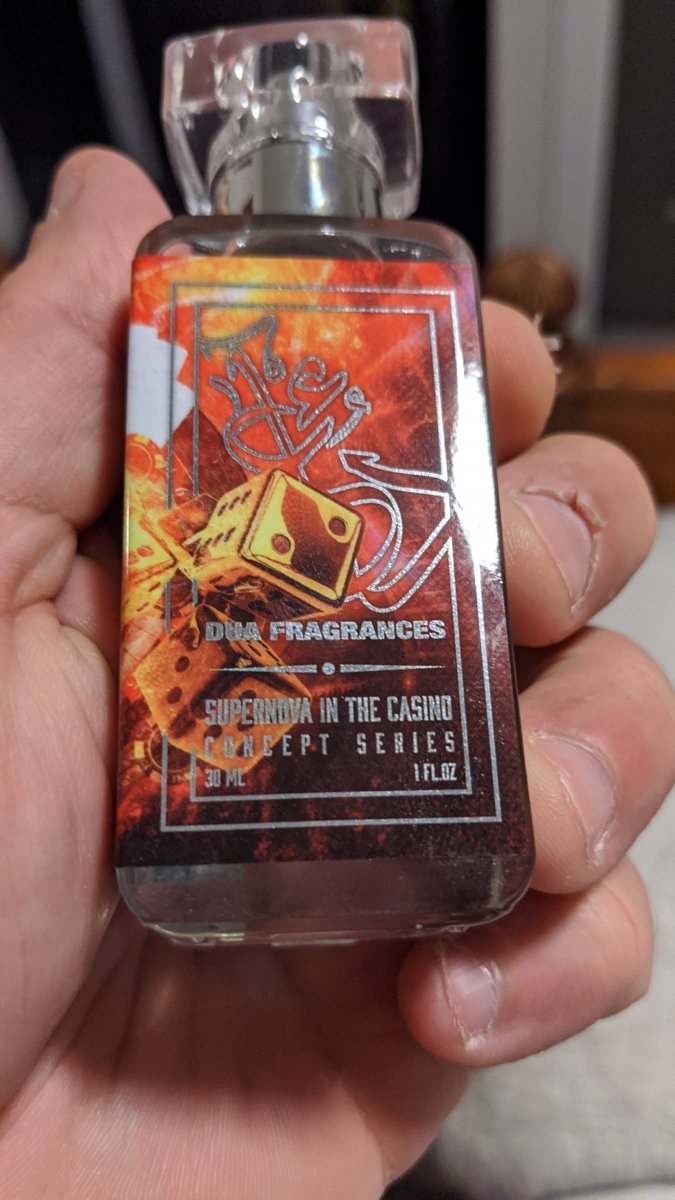 DUA FRAGRANCES
SUPERNOVA IN THE CASINO
CONCEPT SERIES
30 ML 1 FL.OZ